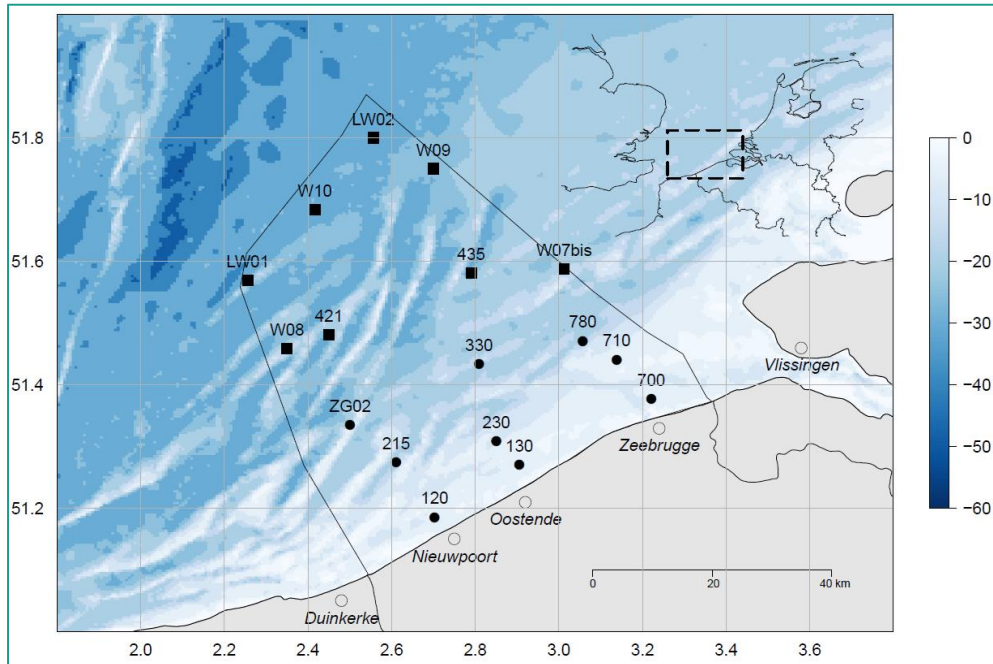 LW02
51.8
W09
W10
435
W07bis
51.6
LW01
421
W08
780
710
330
Vlissingen
51.4
700
ZG02
230
215
130
Zeebrugge
120
51.2
Oostende
Nieuwpoort
0 20 40 km
Duinkerke
2.0 2.2 2.4 2.6 2.8 3.0 3.2 3.4 3.6
0
−10
−20
−30
−40
−50
−60